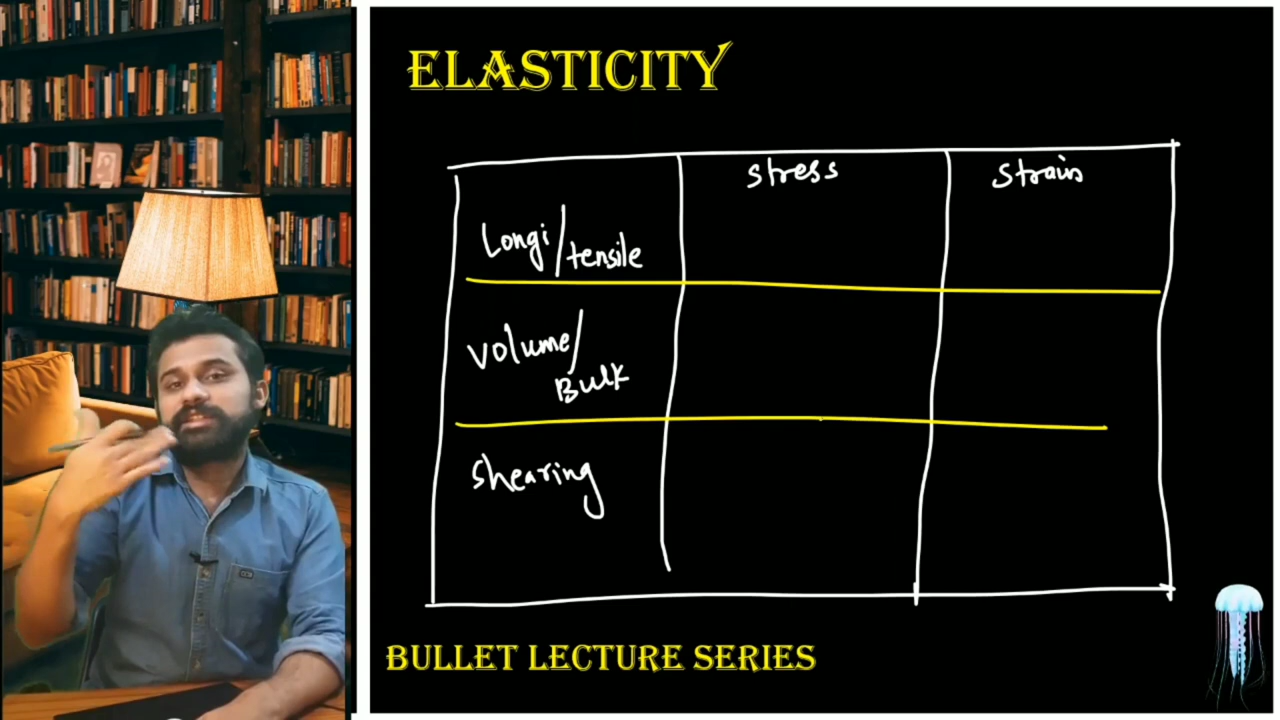 ELASTICITY
stress strain
Longi/tensile
volume/
Bulk
shearing
BULLET LECTURE SERIES